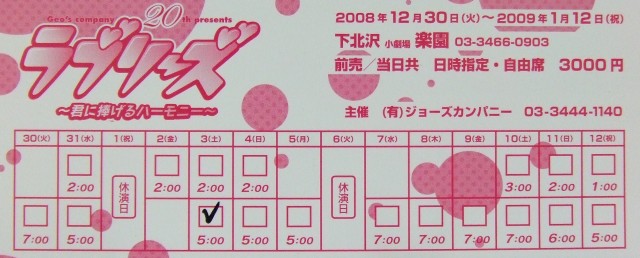 Geo's company 20th presents
ラブリーズ
～君に捧げるハーモニー～
2008年12月30日(火)～2009年1月12日(祝)
下北沢 小劇場 楽園 03-3466-0903
前売／当日共 日時指定・自由席 3000円
主催 (有)ジョーズカンパニー 03-3444-1140
30(火) 31(水) 1(祝) 2(金) 3(土) 4(日) 5(月) 6(火) 7(水) 8(木) 9(金) 10(土) 11(日) 12(祝)
2:00 2:00 2:00 2:00 3:00 2:00 1:00
休演日 休演日
7:00 5:00 5:00 5:00 5:00 7:00 7:00 7:00 7:00 6:00 5:00